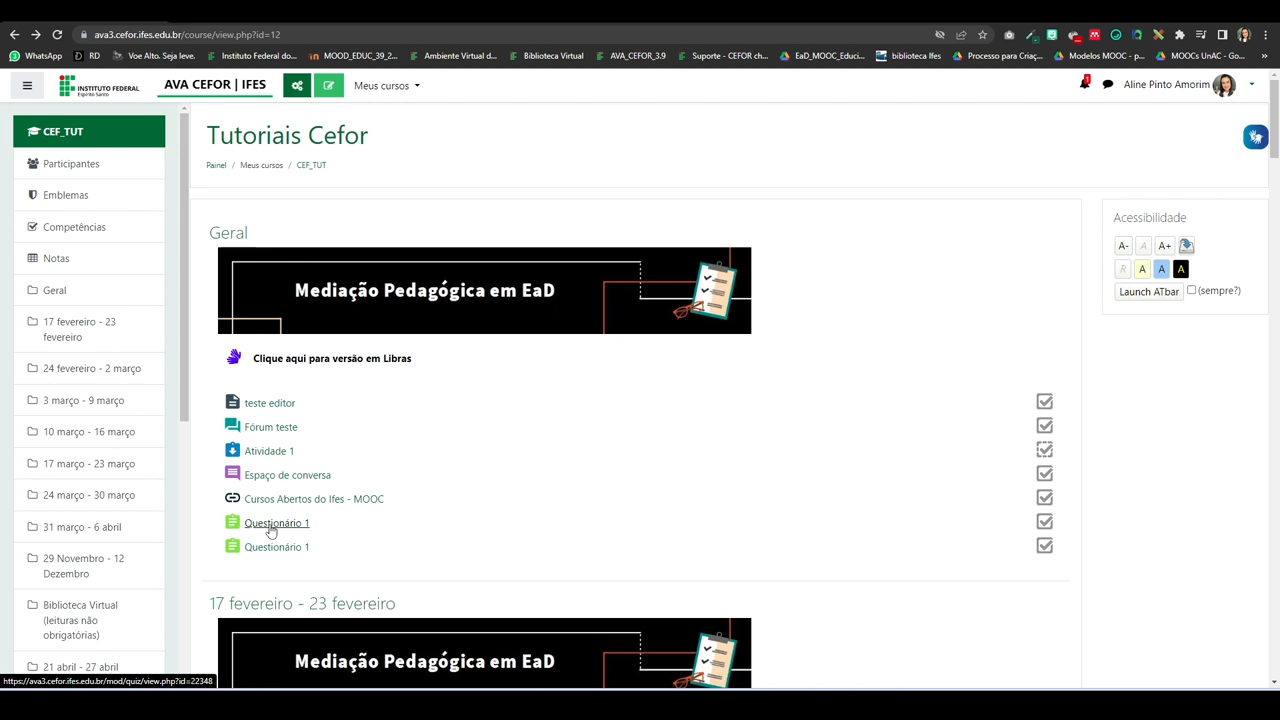 ava3.cefor.ifes.edu.br/course/view.php?id=12
WhatsApp
RD
Voe Alto. Seja leve.
Instituto Federal do...
MOOD_EDUC_39_2...
Ambiente Virtual d...
Biblioteca Virtual
AVA_CEFOR_3.9
Suporte - CEFOR ch...
EaD_MOOC_Educi...
biblioteca Ifes
Processo para Criaç...
Modelos MOOC - p...
MOOCs UnAC - Go...
INSTITUTO FEDERAL
Espírito Santo
AVA CEFOR | IFES
Meus cursos
1
Aline Pinto Amorim
CEF_TUT
Participantes
Emblemas
Competências
Notas
Geral
17 fevereiro - 23
fevereiro
24 fevereiro - 2 março
3 março - 9 março
10 março - 16 março
17 março - 23 março
24 março - 30 março
31 março - 6 abril
29 Novembro - 12
Dezembro
Biblioteca Virtual
(leituras não
obrigatórias)
21 abril - 27 abril
Tutoriais Cefor
Painel / Meus cursos / CEF_TUT
Geral
Mediação Pedagógica em EaD
Clique aqui para versão em Libras
teste editor
Fórum teste
Atividade 1
Espaço de conversa
Cursos Abertos do Ifes - MOOC
Questionário 1
Questionário 1
17 fevereiro - 23 fevereiro
Mediação Pedagógica em EaD
Acessibilidade
A- A A+
R A A A
Launch ATbar (sempre?)
https://ava3.cefor.ifes.edu.br/mod/quiz/view.php?id=22348